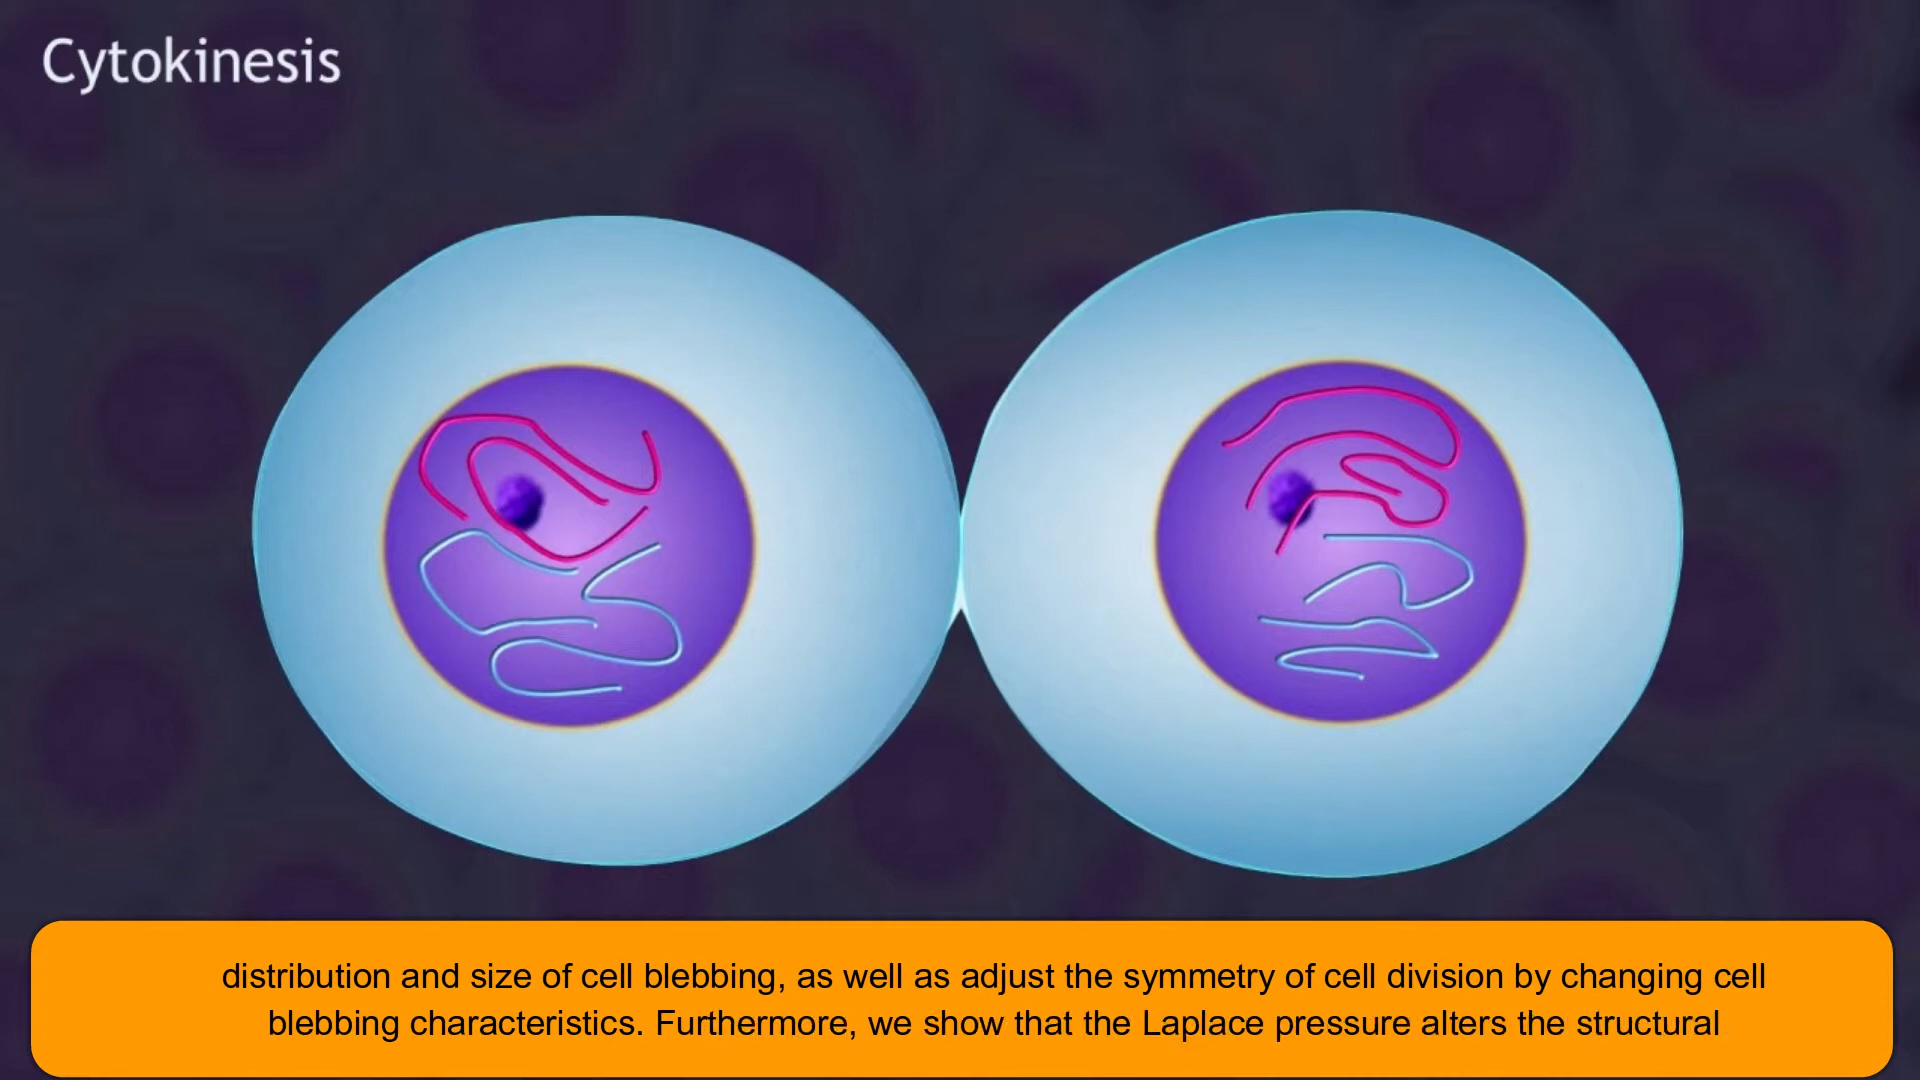 Cytokinesis
distribution and size of cell blebbing, as well as adjust the symmetry of cell division by changing cell
blebbing characteristics. Furthermore, we show that the Laplace pressure alters the structural